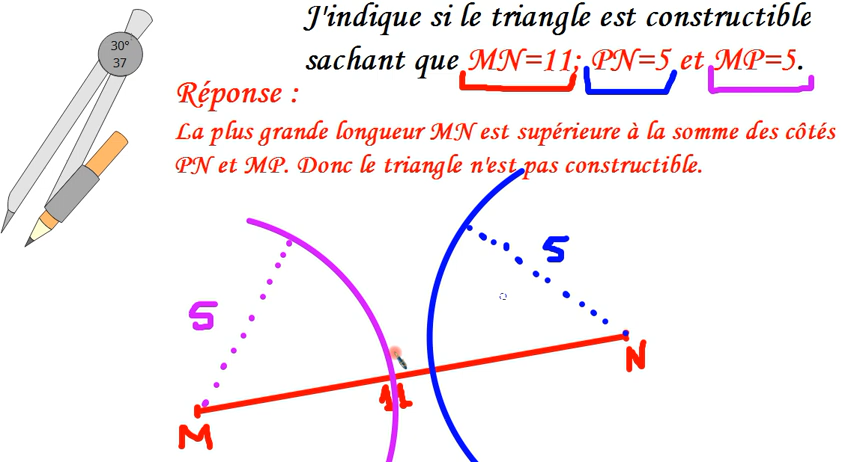 J'indique si le triangle est constructible
sachant que MN=11; PN=5 et MP=5.
Réponse :
La plus grande longueur MN est supérieure à la somme des côtés
PN et MP. Donc le triangle n'est pas constructible.
30°
37
5
5
11
N
M